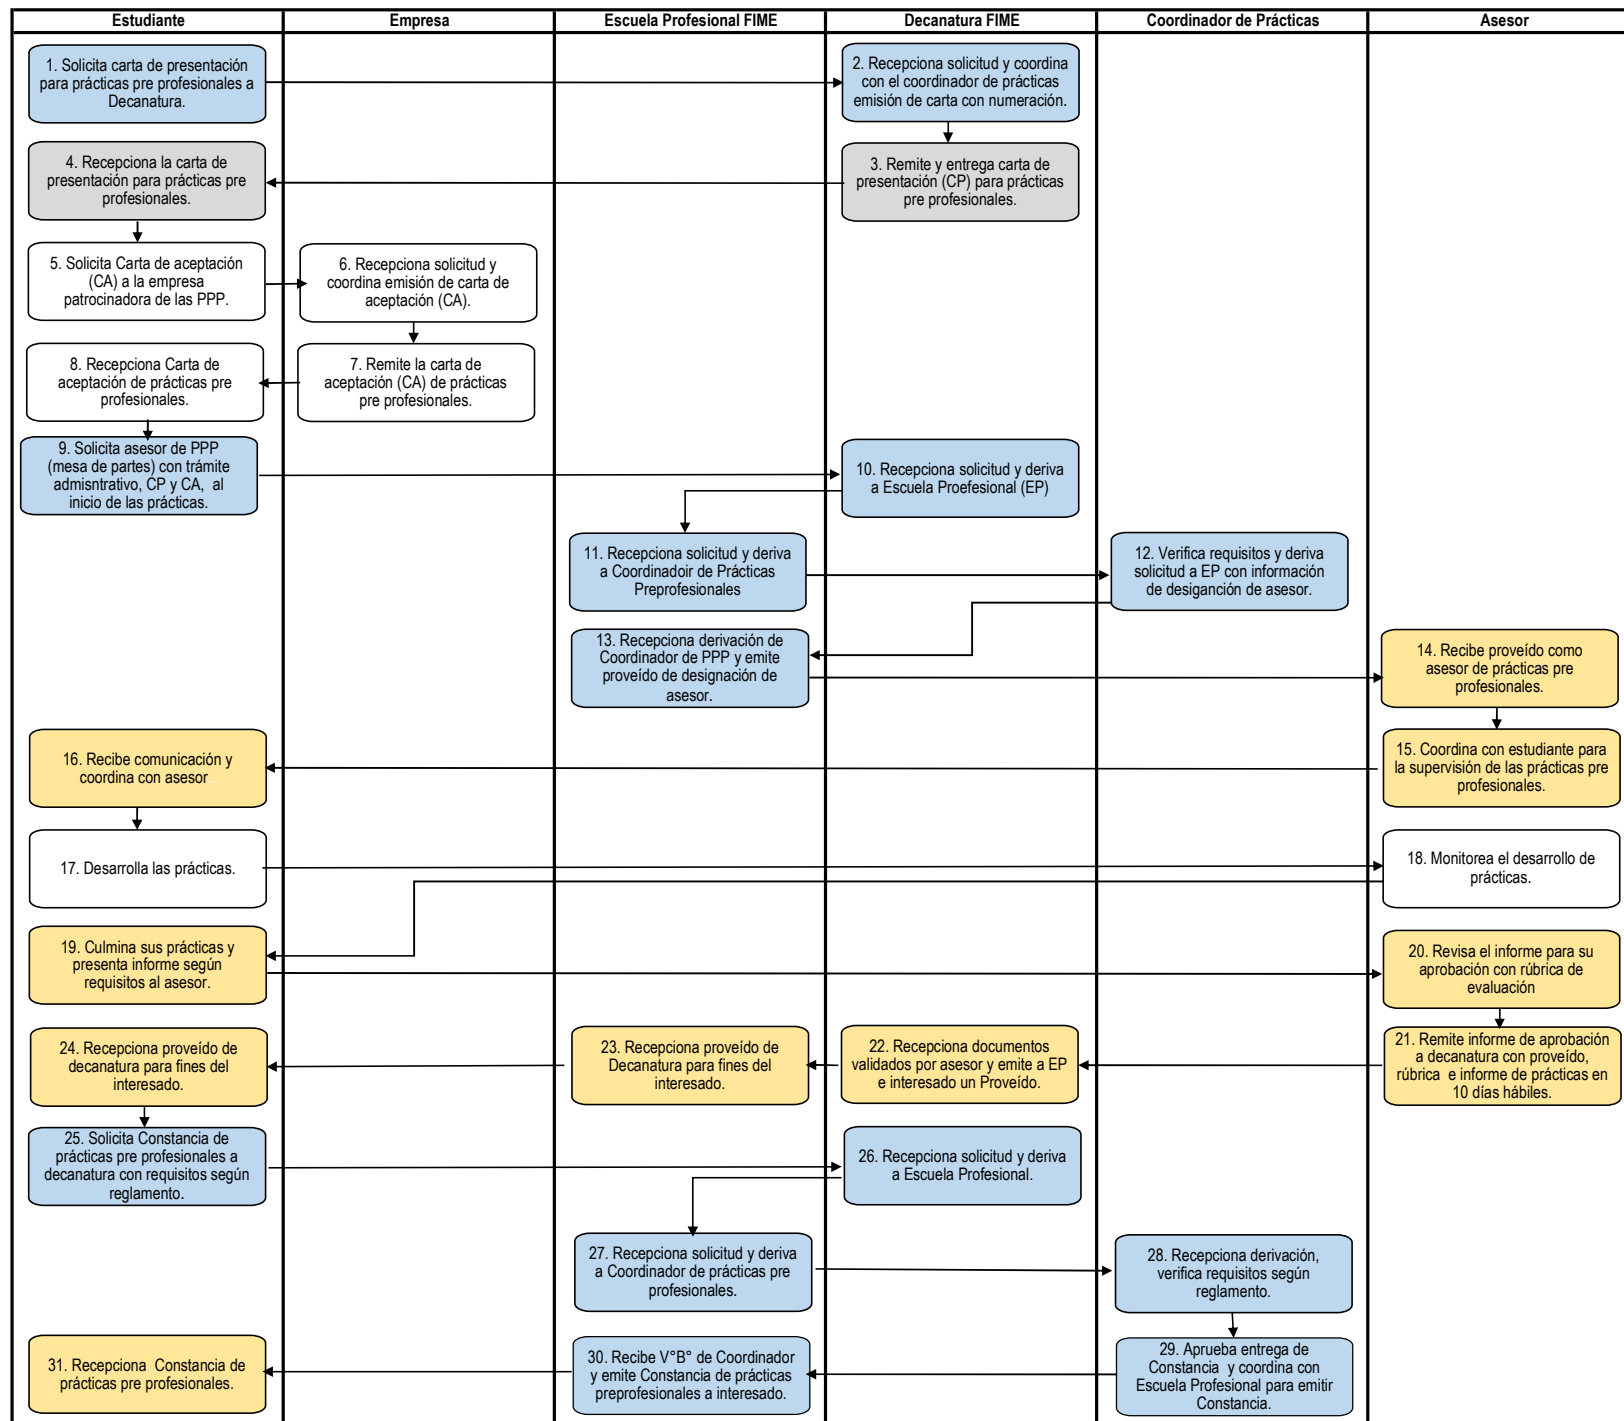 Estudiante
Empresa
Escuela Profesional FIME
Decanatura FIME
Coordinador de Prácticas
Asesor
1. Solicita carta de presentación
para prácticas pre profesionales a
Decanatura.
2. Recepciona solicitud y coordina
con el coordinador de prácticas
emisión de carta con numeración.
4. Recepciona la carta de
presentación para prácticas pre
profesionales.
3. Remite y entrega carta de
presentación (CP) para prácticas
pre profesionales.
5. Solicita Carta de aceptación
(CA) a la empresa
patrocinadora de las PPP.
6. Recepciona solicitud y
coordina emisión de carta de
aceptación (CA).
8. Recepciona Carta de
aceptación de prácticas pre
profesionales.
7. Remite la carta de
aceptación (CA) de prácticas
pre profesionales.
9. Solicita asesor de PPP
(mesa de partes) con trámite
admisntrativo, CP y CA, al
inicio de las prácticas.
10. Recepciona solicitud y deriva
a Escuela Proefesional (EP)
11. Recepciona solicitud y deriva
a Coordinadoir de Prácticas
Preprofesionales
12. Verifica requisitos y deriva
solicitud a EP con información
de desiganción de asesor.
13. Recepciona derivación de
Coordinador de PPP y emite
proveído de designación de
asesor.
14. Recibe proveído como
asesor de prácticas pre
profesionales.
16. Recibe comunicación y
coordina con asesor
15. Coordina con estudiante para
la supervisión de las prácticas pre
profesionales.
17. Desarrolla las prácticas.
18. Monitorea el desarrollo de
prácticas.
19. Culmina sus prácticas y
presenta informe según
requisitos al asesor.
20. Revisa el informe para su
aprobación con rúbrica de
evaluación
24. Recepciona proveído de
decanatura para fines del
interesado.
23. Recepciona proveído de
Decanatura para fines del
interesado.
22. Recepciona documentos
validados por asesor y emite a EP
e interesado un Proveído.
21. Remite informe de aprobación
a decanatura con proveído,
rúbrica e informe de prácticas en
10 días hábiles.
25. Solicita Constancia de
prácticas pre profesionales a
decanatura con requisitos según
reglamento.
26. Recepciona solicitud y deriva
a Escuela Profesional.
27. Recepciona solicitud y deriva
a Coordinador de prácticas pre
profesionales.
28. Recepciona derivación,
verifica requisitos según
reglamento.
31. Recepciona Constancia de
prácticas pre profesionales.
30. Recibe V°B° de Coordinador
y emite Constancia de prácticas
preprofesionales a interesado.
29. Aprueba entrega de
Constancia y coordina con
Escuela Profesional para emitir
Constancia.